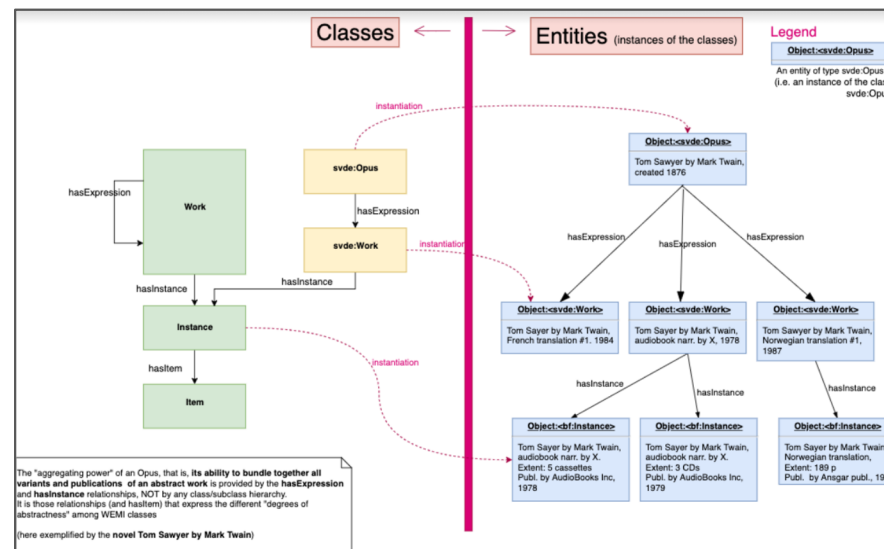 Classes
Entities (instances of the classes)
Legend
Object:<svde:Opus>
An entity of type svde:Opus
(i.e. an instance of the clas
svde:Opu
instantiation
Object:<svde:Opus>
Tom Sawyer by Mark Twain,
created 1876
Work
hasExpression
svde:Opus
hasExpression
svde:Work
instantiation
hasExpression
hasExpression
hasExpression
hasInstance
hasInstance
Object:<svde:Work>
Tom Sayer by Mark Twain,
French translation #1. 1984
Object:<svde:Work>
Tom Sayer by Mark Twain,
audiobook narr. by X, 1978
Object:<svde:Work>
Tom Sawyer by Mark Twain,
Norwegian translation #1,
1987
Instance
hasItem
Item
instantiation
hasInstance
hasInstance
Object:<bf:Instance>
Tom Sayer by Mark Twain,
audiobook narr. by X.
Extent: 5 cassettes
Publ. by AudioBooks Inc,
1978
Object:<bf:Instance>
Tom Sayer by Mark Twain,
audiobook narr. by X.
Extent: 3 CDs
Publ. by AudioBooks Inc,
1979
Object:<bf:Instance>
Tom Sayer by Mark Twain,
Norwegian translation,
Extent: 189 p
Publ. by Ansgar publ., 19
The "aggregating power" of an Opus, that is, its ability to bundle together all
variants and publications of an abstract work is provided by the hasExpression
and hasInstance relationships, NOT by any class/subclass hierarchy.
It is those relationships (and hasItem) that express the different "degrees of
abstractness" among WEMI classes
(here exemplified by the novel Tom Sawyer by Mark Twain)